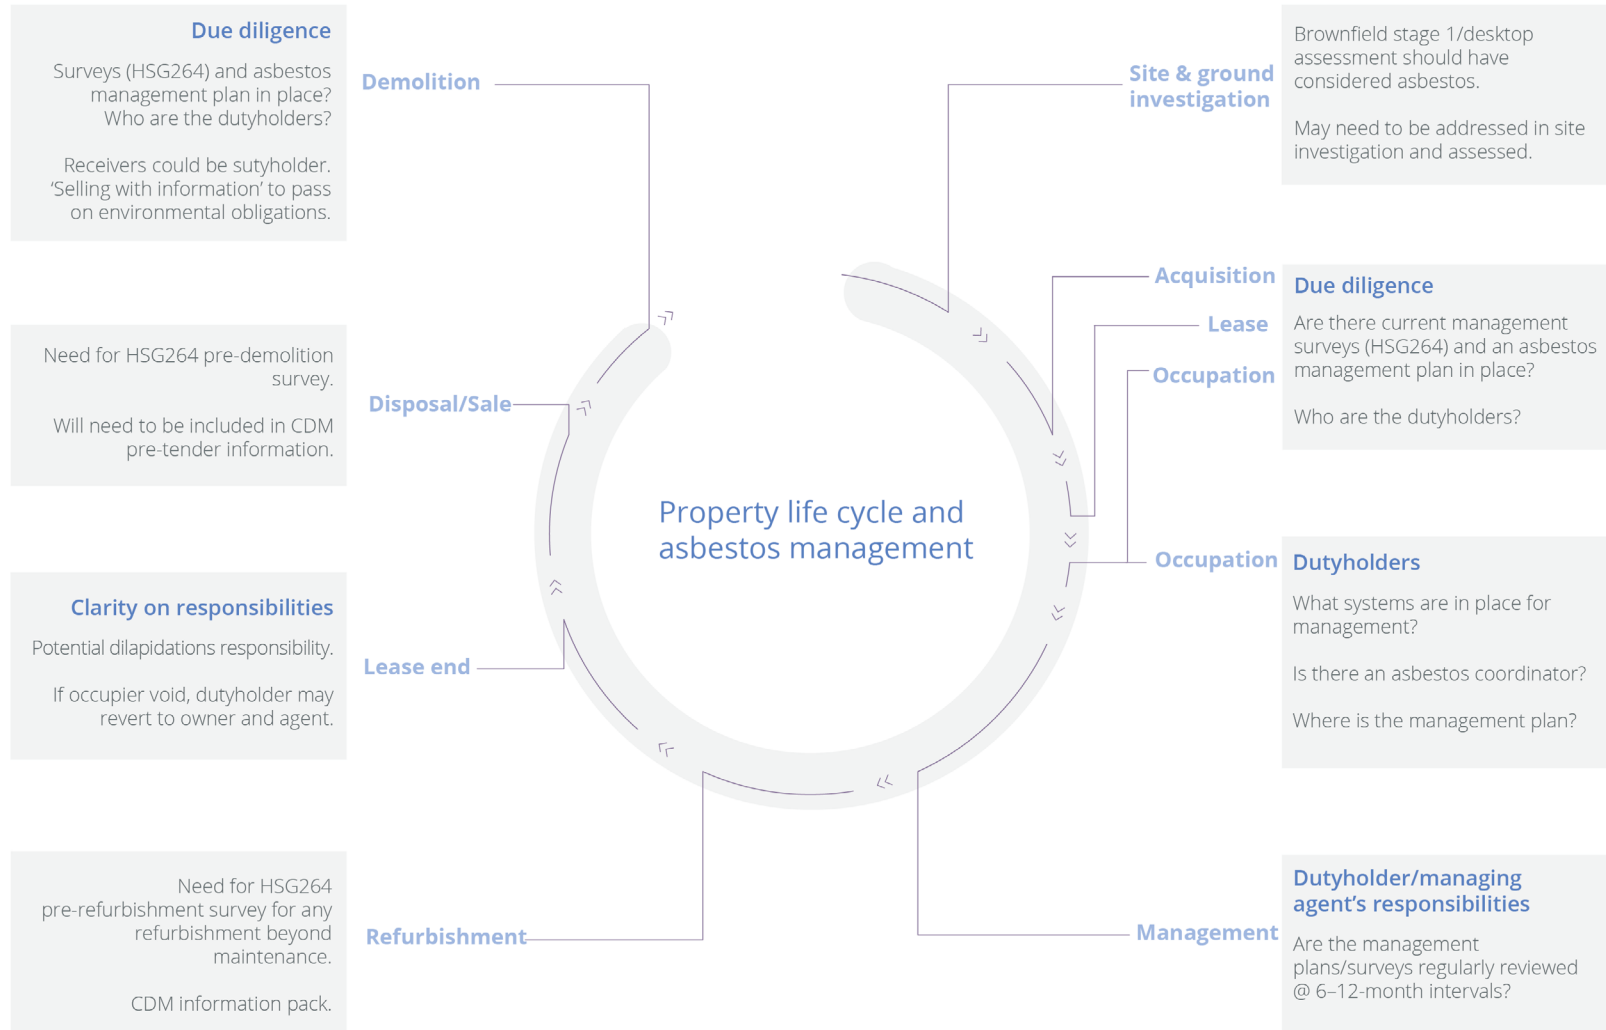 Due diligence
Surveys (HSG264) and asbestos
management plan in place?
Who are the dutyholders?
Receivers could be sutyholder.
‘Selling with information’ to pass
on environmental obligations.
Demolition
Site & ground
investigation
Brownfield stage 1/desktop
assessment should have
considered asbestos.
May need to be addressed in site
investigation and assessed.
Acquisition
Lease
Occupation
Due diligence
Are there current management
surveys (HSG264) and an asbestos
management plan in place?
Who are the dutyholders?
Need for HSG264 pre-demolition
survey.
Will need to be included in CDM
pre-tender information.
Disposal/Sale
Property life cycle and
asbestos management
Occupation
Dutyholders
What systems are in place for
management?
Is there an asbestos coordinator?
Where is the management plan?
Clarity on responsibilities
Potential dilapidations responsibility.
If occupier void, dutyholder may
revert to owner and agent.
Lease end
Need for HSG264
pre-refurbishment survey for any
refurbishment beyond
maintenance.
CDM information pack.
Refurbishment
Management
Dutyholder/managing
agent’s responsibilities
Are the management
plans/surveys regularly reviewed
@ 6–12-month intervals?